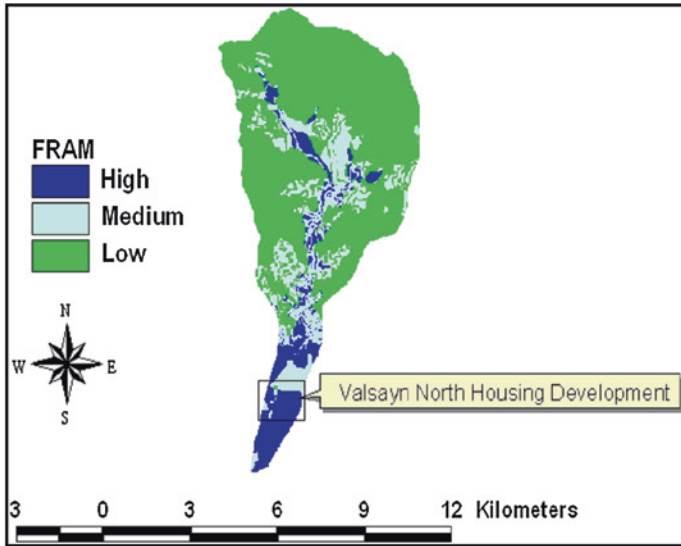 FRAM
High
Medium
Low
N
W E
S
Valsayn North Housing Development
3 0 3 6 9 12 Kilometers